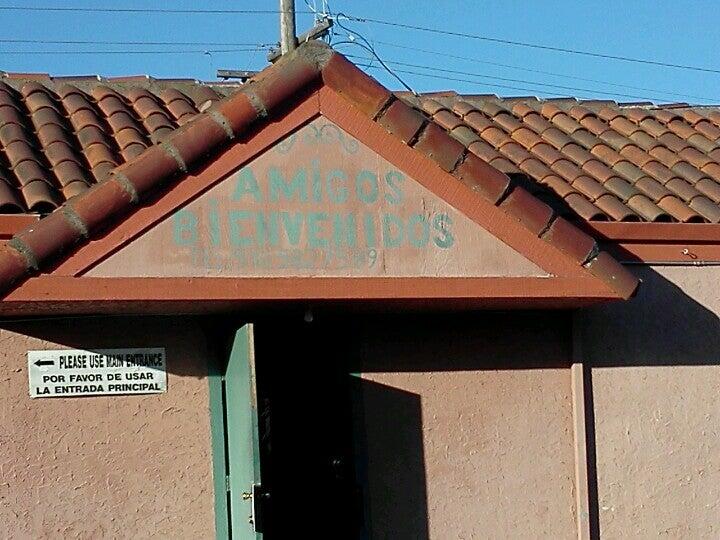 AMiGOS
BiENVENIDOS
← PLEASE USE MAIN ENTRANCE
POR FAVOR DE USAR
LA ENTRADA PRINCIPAL